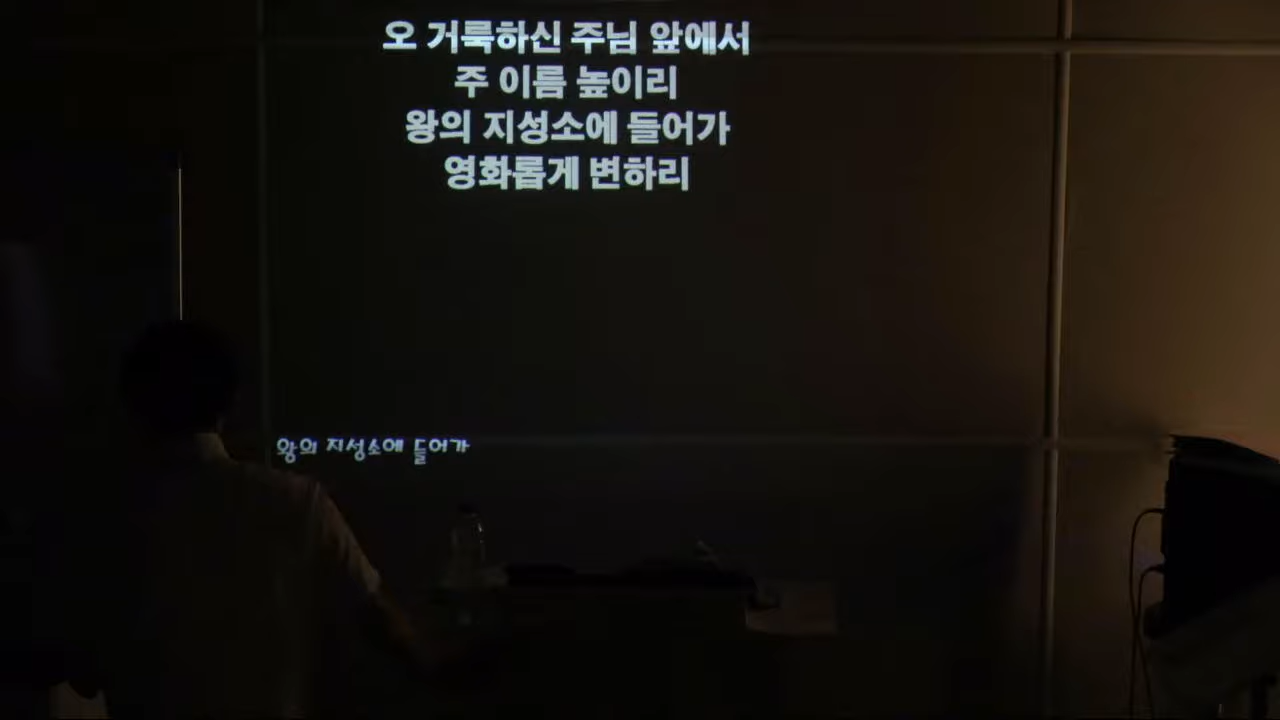 오 거룩하신 주님 앞에서
주 이름 높이리
왕의 지성소에 들어가
영화롭게 변하리
왕의 지성소에 들어가